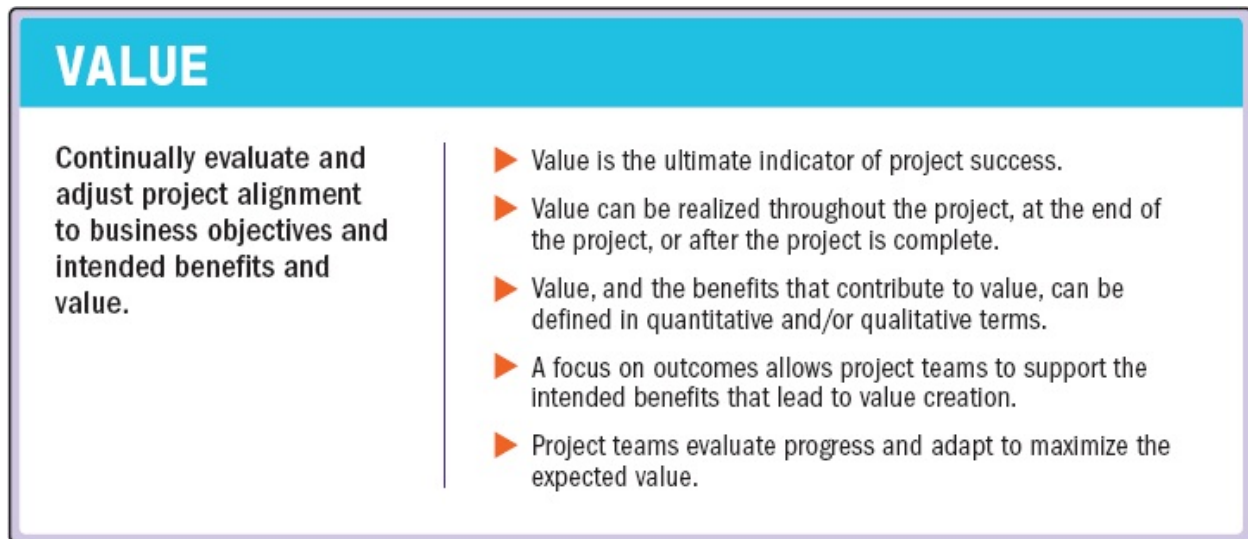 VALUE
Continually evaluate and
adjust project alignment
to business objectives and
intended benefits and
value.
Value is the ultimate indicator of project success.
Value can be realized throughout the project, at the end of
the project, or after the project is complete.
Value, and the benefits that contribute to value, can be
defined in quantitative and/or qualitative terms.
A focus on outcomes allows project teams to support the
intended benefits that lead to value creation.
Project teams evaluate progress and adapt to maximize the
expected value.